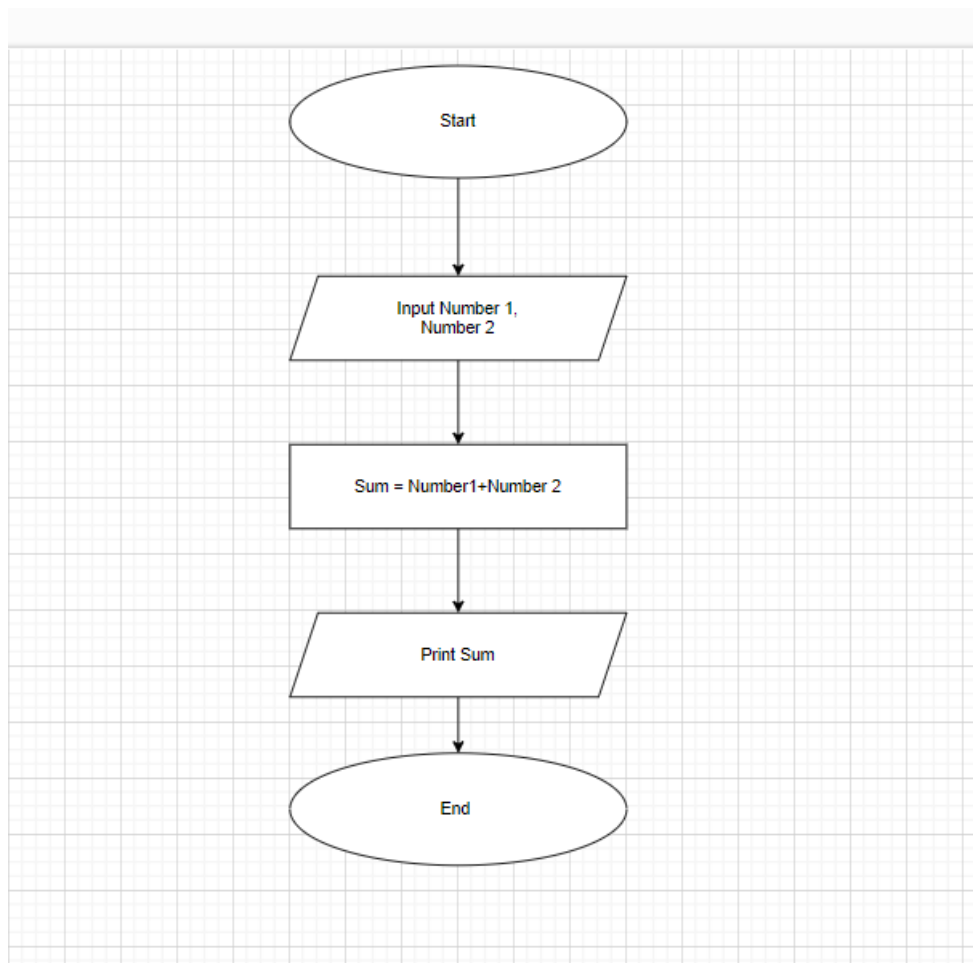 Start
Input Number 1,
Number 2
Sum = Number1+Number 2
Print Sum
End